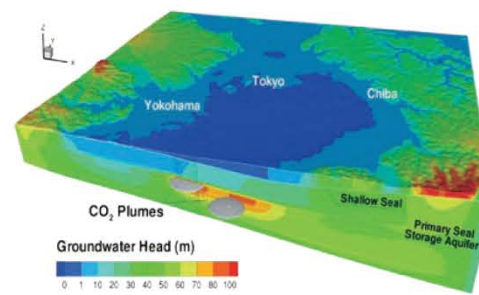 Z
Y
X
Tokyo
Yokohama
Chiba
Shallow Seal
CO₂ Plumes
Primary Seal
Storage Aquifer
Groundwater Head (m)
0 1 10 20 30 40 50 60 70 80 90 100